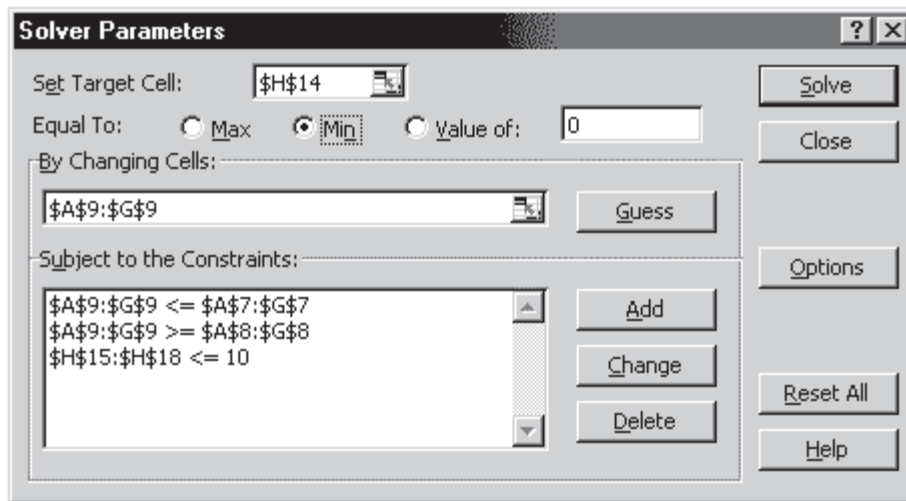 Solver Parameters
Set Target Cell: $H$14 Solve
Equal To: Max Min Value of: 0 Close
By Changing Cells:
$A$9:$G$9 Guess
Subject to the Constraints: Options
$A$9:$G$9 <= $A$7:$G$7 Add
$A$9:$G$9 >= $A$8:$G$8
$H$15:$H$18 <= 10 Change
Reset All
Delete
Help